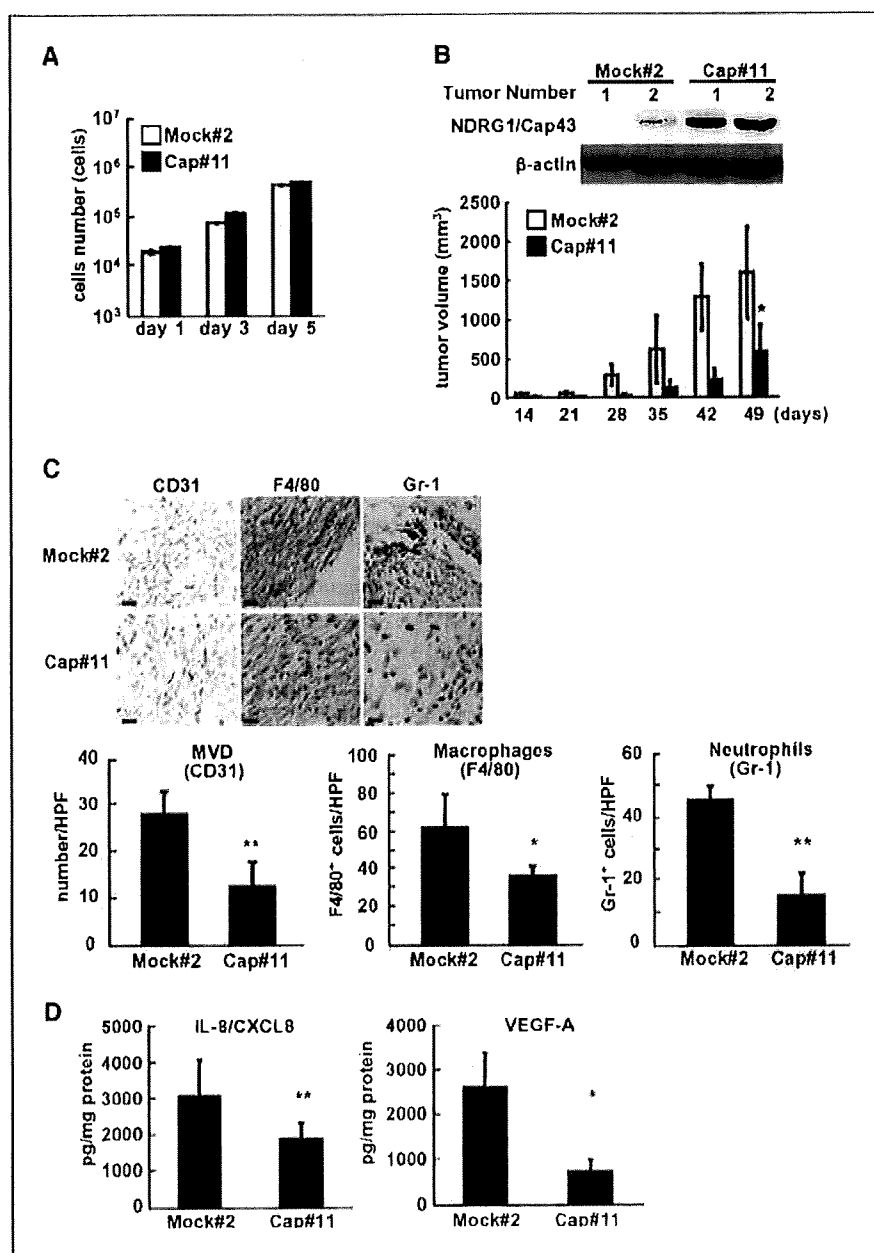 A
10⁷
10⁶
10⁵
10⁴
10³
cells number (cells)
Mock#2
Cap#11
day 1 day 3 day 5
B
Mock#2 Cap#11
Tumor Number 1 2 1 2
NDRG1/Cap43
β-actin
2500
2000
1500
1000
500
0
tumor volume (mm³)
Mock#2
Cap#11
*
14 21 28 35 42 49 (days)
C
CD31 F4/80 Gr-1
Mock#2
Cap#11
MVD
(CD31)
number/HPF
40
30
20
10
0
**
Mock#2 Cap#11
Macrophages
(F4/80)
F4/80⁺ cells/HPF
100
80
60
40
20
0
*
Mock#2 Cap#11
Neutrophils
(Gr-1)
Gr-1⁺ cells/HPF
60
40
20
0
**
Mock#2 Cap#11
D
IL-8/CXCL8
pg/mg protein
5000
4000
3000
2000
1000
0
**
Mock#2 Cap#11
VEGF-A
pg/mg protein
4000
3000
2000
1000
0
*
Mock#2 Cap#11